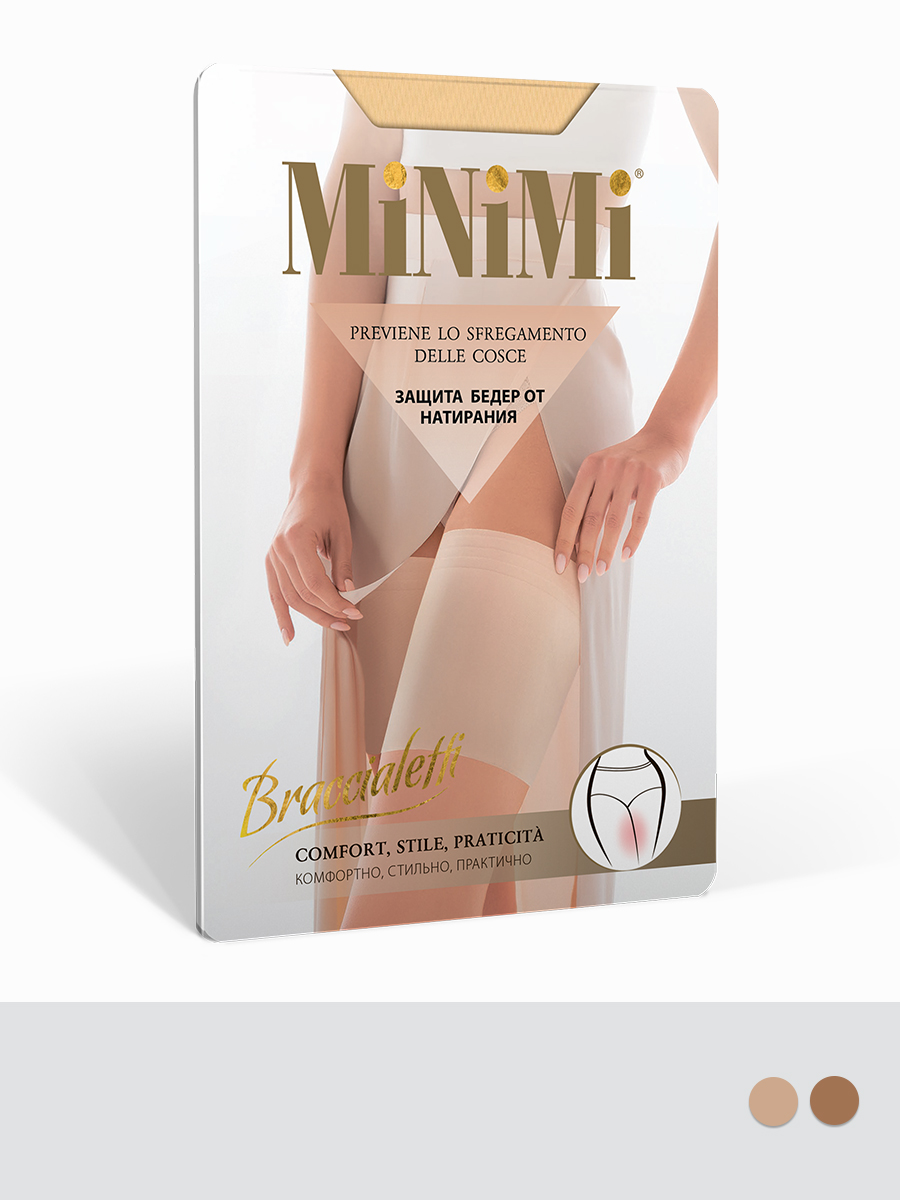 MiNiMi®
PREVIENE LO SFREGAMENTO
DELLE COSCE
ЗАЩИТА БЕДЕР ОТ
НАТИРАНИЯ
Braccialetti
COMFORT, STILE, PRATICITÀ
КОМФОРТНО, СТИЛЬНО, ПРАКТИЧНО